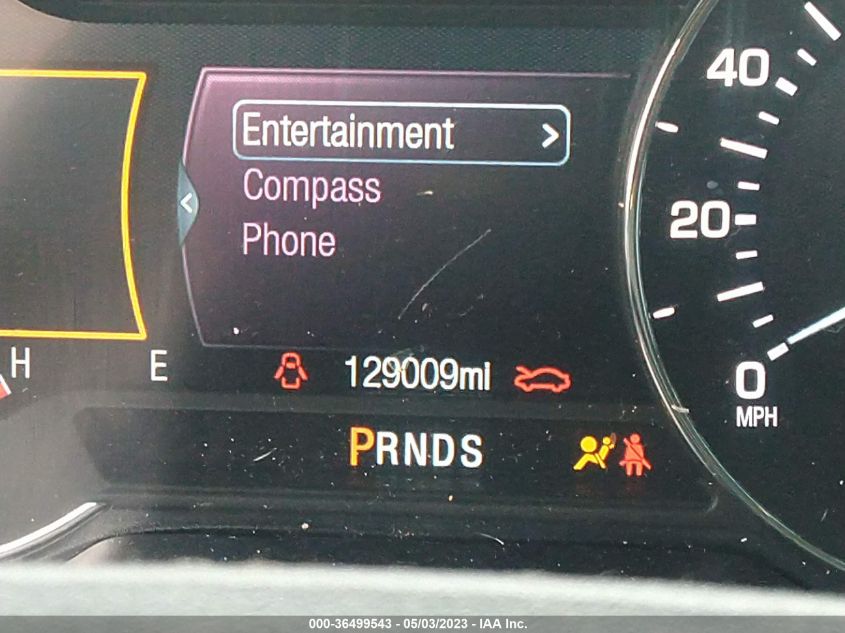 Entertainment >
Compass
Phone
<
40
20
0
MPH
H
E
129009mi
PRNDS
000-36499543 - 05/03/2023 - IAA Inc.